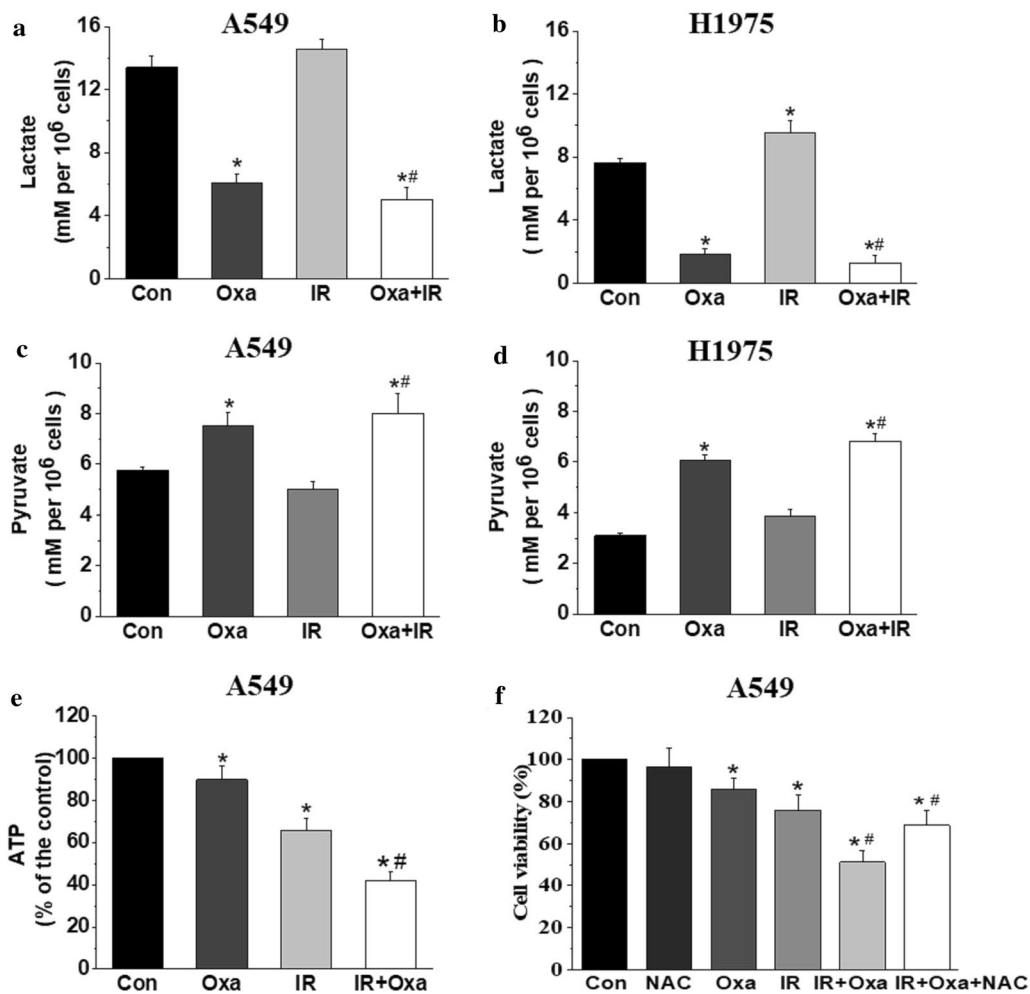 a
A549
Lactate
(mM per 10⁶ cells)
16
12
8
4
0
*
*#
Con Oxa IR Oxa+IR
b
H1975
Lactate
( mM per 10⁶ cells )
16
12
8
4
0
*
*
*#
Con Oxa IR Oxa+IR
c
A549
Pyruvate
( mM per 10⁶ cells )
10
8
6
4
2
0
*
*#
Con Oxa IR Oxa+IR
d
H1975
Pyruvate
( mM per 10⁶ cells )
10
8
6
4
2
0
*
*#
Con Oxa IR Oxa+IR
e
A549
ATP
(% of the control)
120
100
80
60
40
20
0
*
*
*#
Con Oxa IR IR+Oxa
f
A549
Cell viability (%)
120
100
80
60
40
20
0
*
*
*#
*#
Con NAC Oxa IR IR+Oxa IR+Oxa+NAC